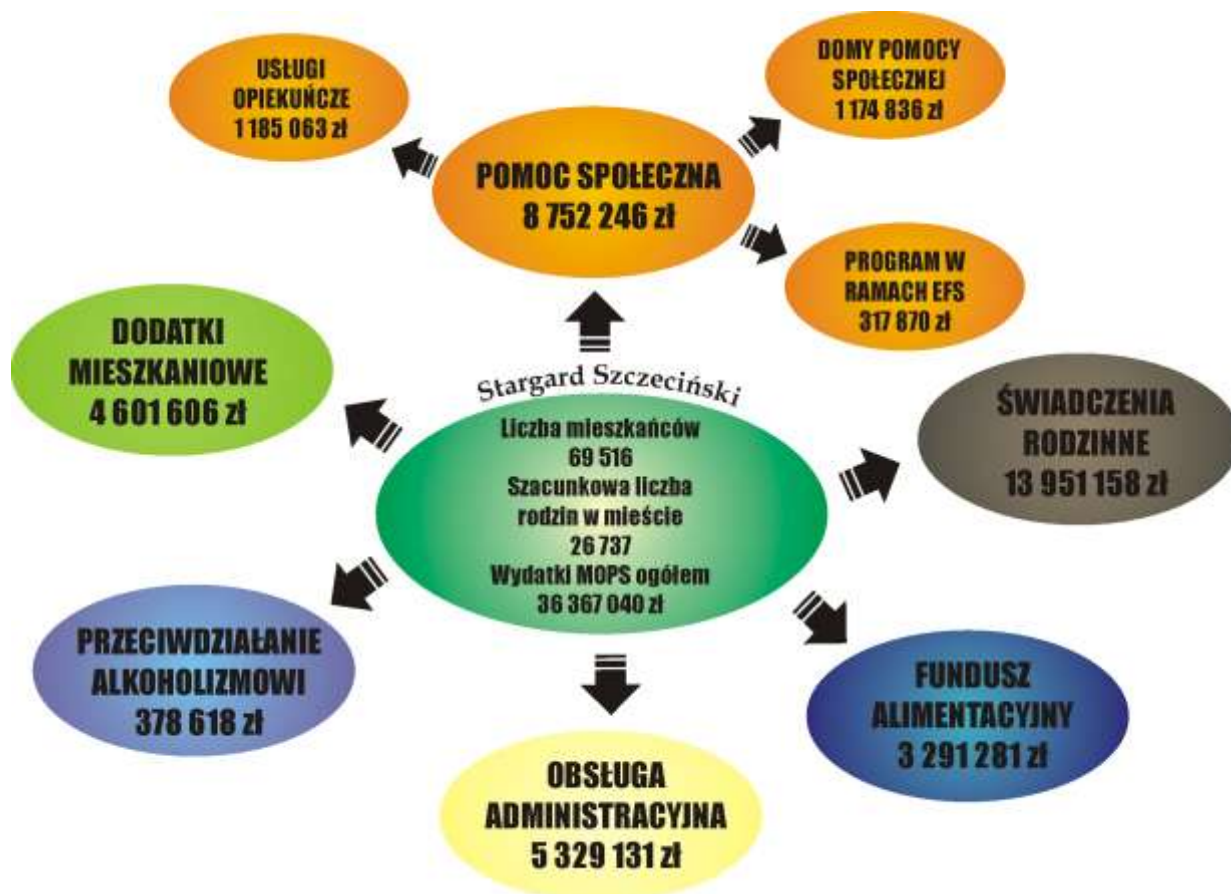 USŁUGI
OPIEKUŃCZE
1 185 063 zł
DOMY POMOCY
SPOŁECZNEJ
1 174 836 zł
POMOC SPOŁECZNA
8 752 246 zł
PROGRAM W
RAMACH EFS
317 870 zł
DODATKI
MIESZKANIOWE
4 601 606 zł
Stargard Szczeciński
Liczba mieszkańców
69 516
Szacunkowa liczba
rodzin w mieście
26 737
Wydatki MOPS ogółem
36 367 040 zł
ŚWIADCZENIA
RODZINNE
13 951 158 zł
PRZECIWDZIAŁANIE
ALKOHOLIZMOWI
378 618 zł
FUNDUSZ
ALIMENTACYJNY
3 291 281 zł
OBSŁUGA
ADMINISTRACYJNA
5 329 131 zł